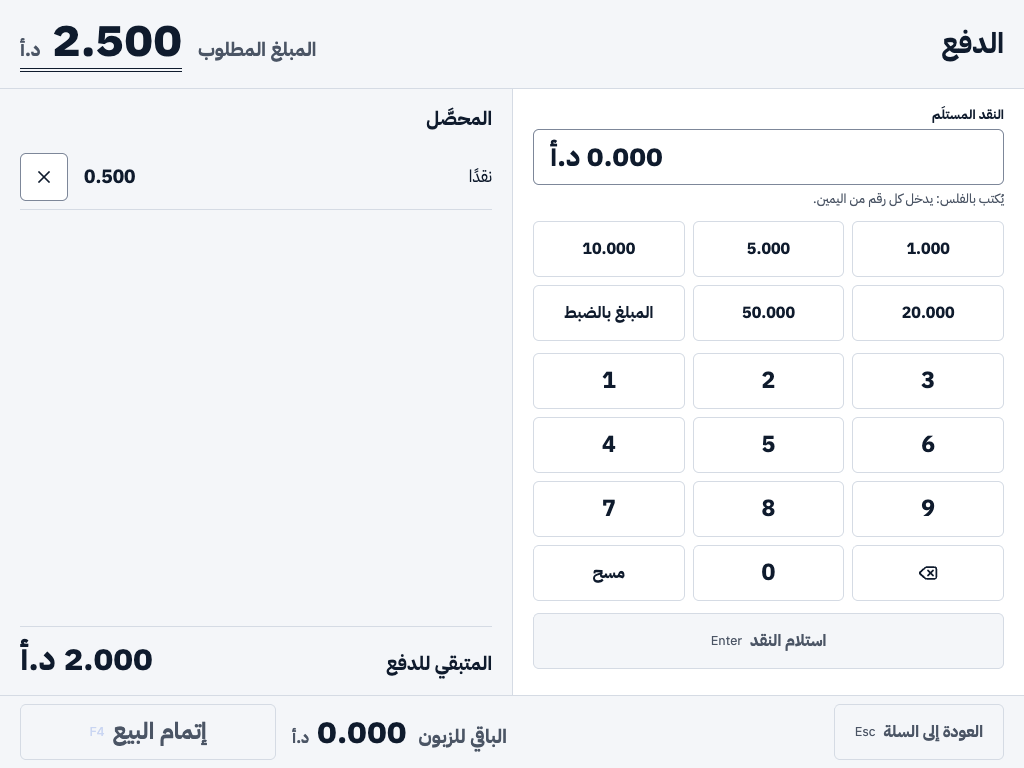 الدفع
المبلغ المطلوب 2.500 د.أ
النقد المستلَم
0.000 د.أ
يُكتب بالفلس: يدخل كل رقم من اليمين.
1.000 5.000 10.000
20.000 50.000 المبلغ بالضبط
1 2 3
4 5 6
7 8 9
مسح 0
استلام النقد Enter
المحصَّل
نقدًا 0.500
المتبقي للدفع 2.000 د.أ
العودة إلى السلة Esc
الباقي للزبون 0.000 د.أ
إتمام البيع F4